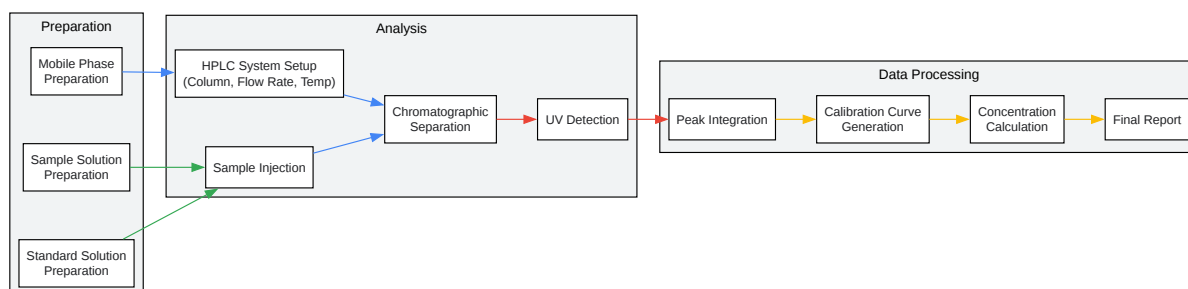 Preparation
Mobile Phase
Preparation
Sample Solution
Preparation
Standard Solution
Preparation
Analysis
HPLC System Setup
(Column, Flow Rate, Temp)
Sample Injection
Chromatographic
Separation
UV Detection
Data Processing
Peak Integration
Calibration Curve
Generation
Concentration
Calculation
Final Report